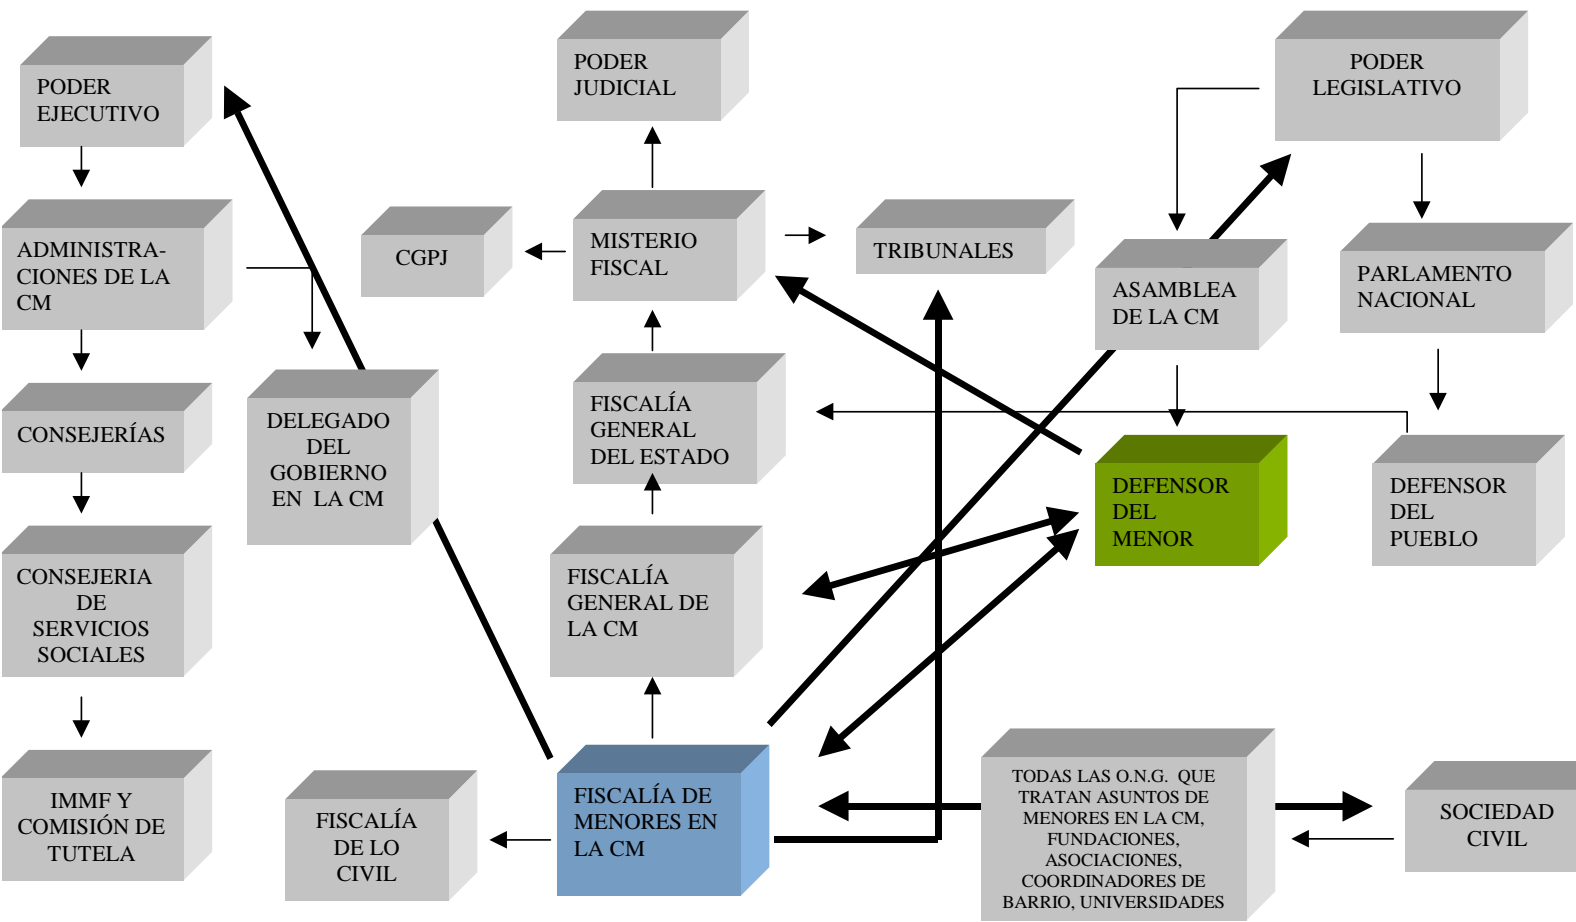 PODER
EJECUTIVO
PODER
JUDICIAL
PODER
LEGISLATIVO
ADMINISTRA-
CIONES DE LA
CM
CGPJ
MISTERIO
FISCAL
TRIBUNALES
ASAMBLEA
DE LA CM
PARLAMENTO
NACIONAL
CONSEJERÍAS
DELEGADO
DEL
GOBIERNO
EN LA CM
FISCALÍA
GENERAL
DEL ESTADO
DEFENSOR
DEL
MENOR
DEFENSOR
DEL
PUEBLO
CONSEJERIA
DE
SERVICIOS
SOCIALES
FISCALÍA
GENERAL DE
LA CM
IMMF Y
COMISIÓN DE
TUTELA
FISCALÍA
DE LO
CIVIL
FISCALÍA DE
MENORES EN
LA CM
TODAS LAS O.N.G. QUE
TRATAN ASUNTOS DE
MENORES EN LA CM,
FUNDACIONES,
ASOCIACIONES,
COORDINADORES DE
BARRIO, UNIVERSIDADES
SOCIEDAD
CIVIL